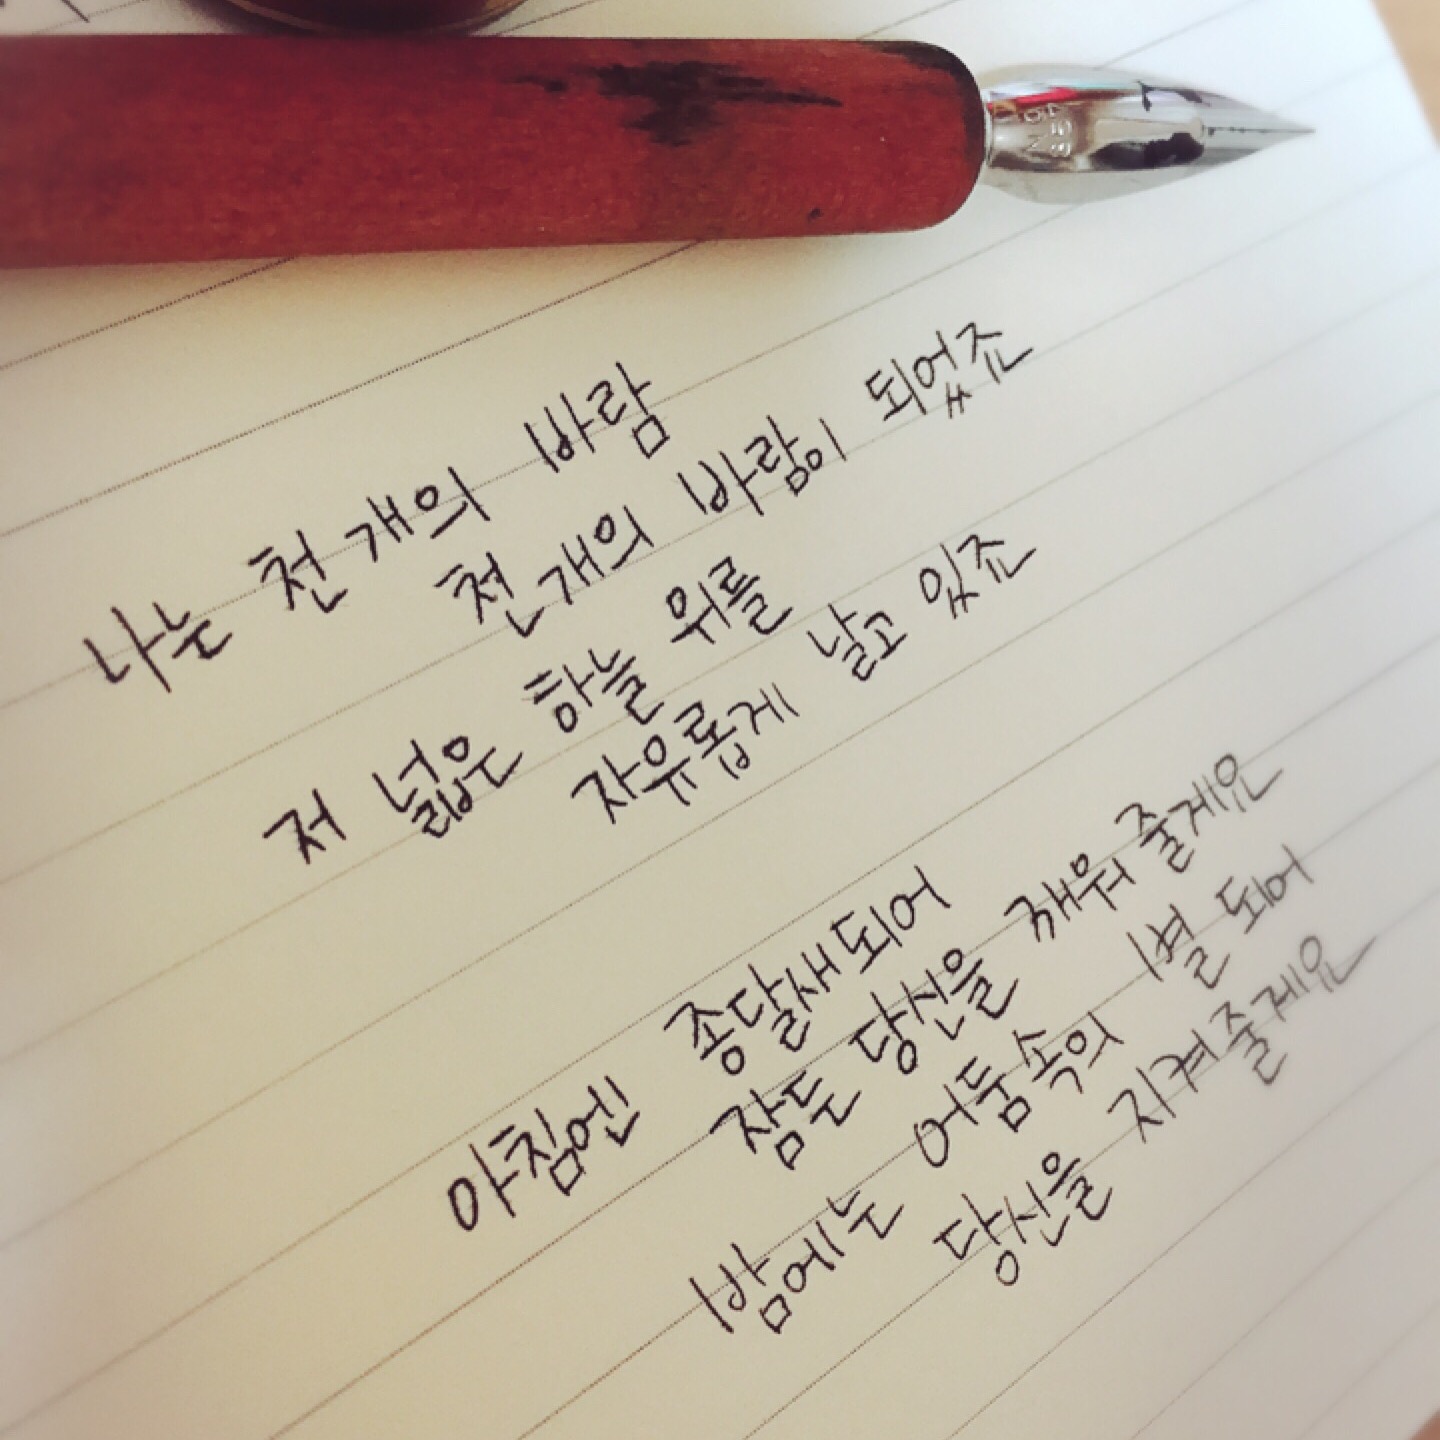 나는 천개의 바람
천개의 바람이 되었죠
저 넓은 하늘 위를
자유롭게 날고 있죠
아침엔 종달새되어
잠든 당신을 깨워 줄게요
밤에는 어둠속의 별 되어
당신을 지켜줄게요